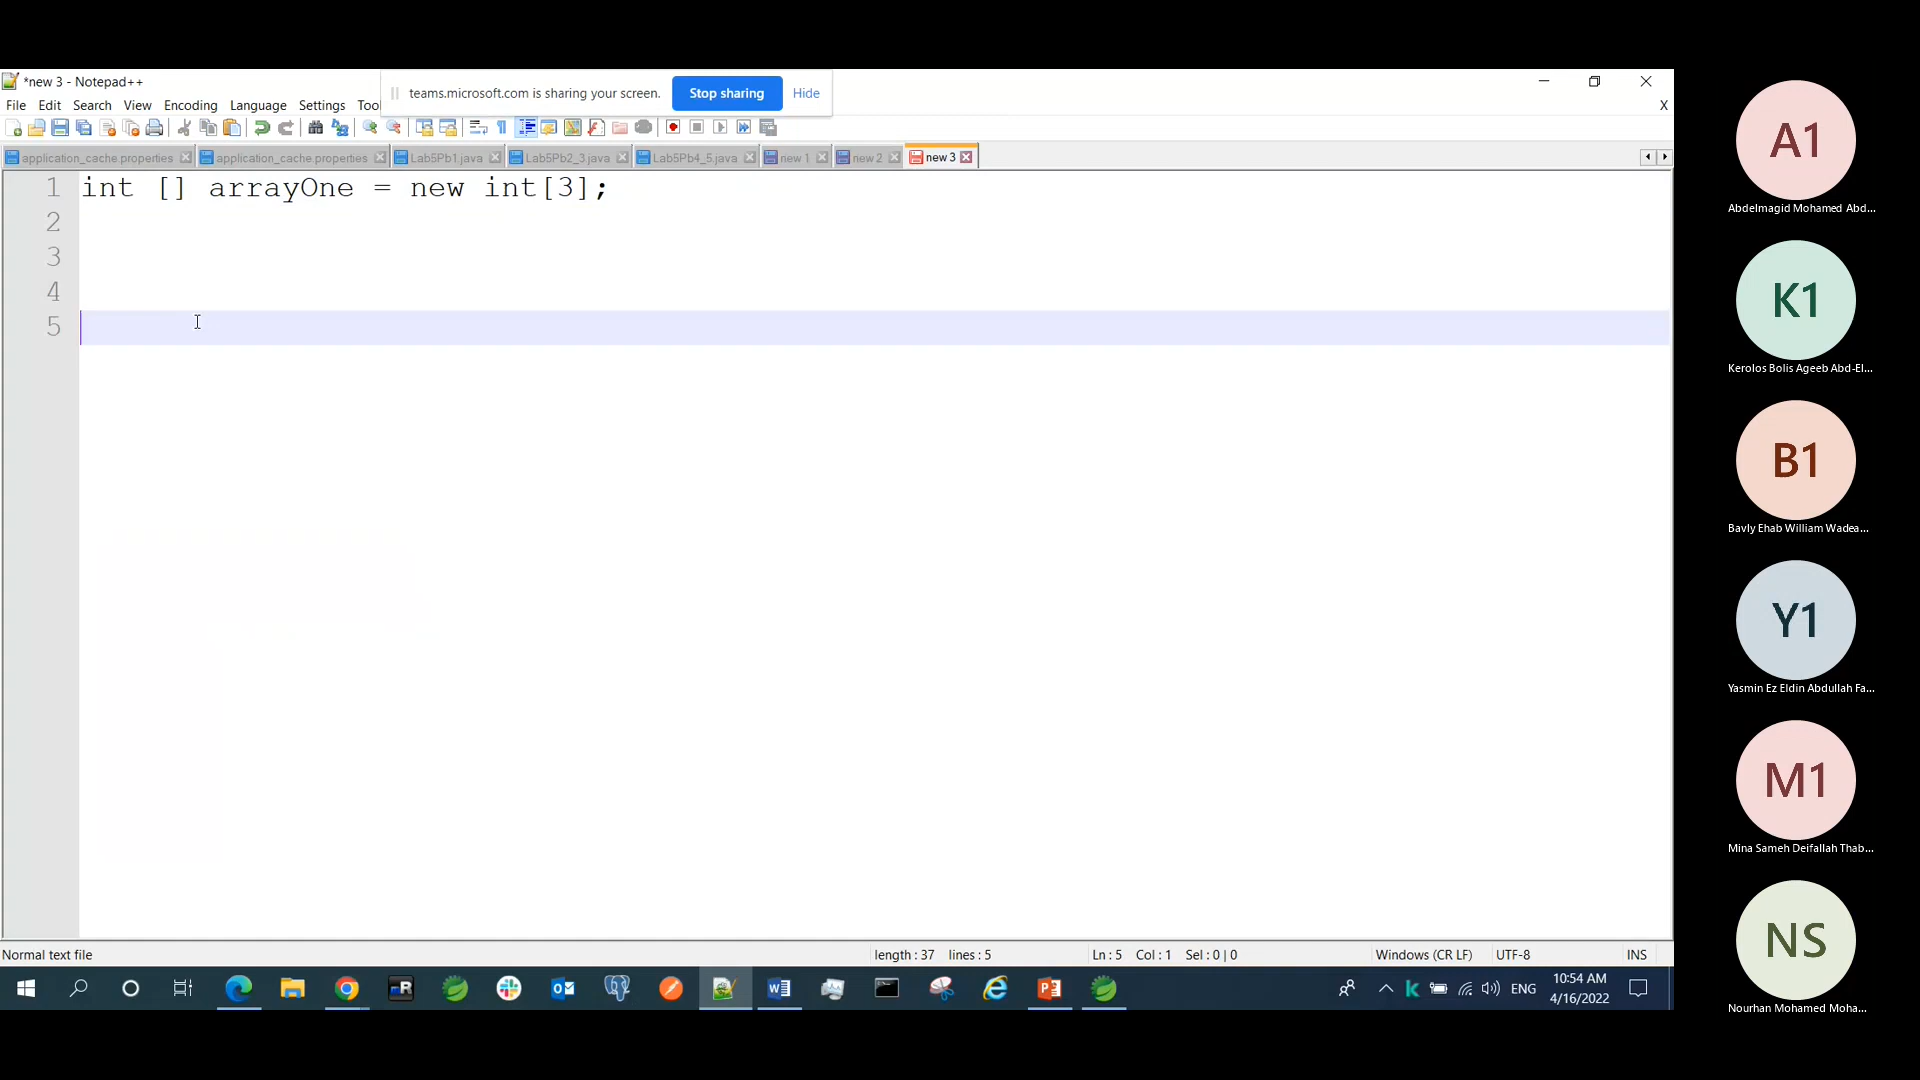 *new 3 - Notepad++
teams.microsoft.com is sharing your screen. Stop sharing Hide
File Edit Search View Encoding Language Settings Tool
X
application_cache.properties application_cache.properties Lab5Pb1.java Lab5Pb2_3.java Lab5Pb4_5.java new 1 new 2 new 3
1 int [] arrayOne = new int[3];
2
3
4
5
Normal text file length : 37 lines : 5 Ln : 5 Col : 1 Sel : 0 | 0 Windows (CR LF) UTF-8 INS
ENG
10:54 AM
4/16/2022
A1
Abdelmagid Mohamed Abd...
K1
Kerolos Bolis Ageeb Abd-El...
B1
Bavly Ehab William Wadea...
Y1
Yasmin Ez Eldin Abdullah Fa...
M1
Mina Sameh Deifallah Thab...
NS
Nourhan Mohamed Moha...